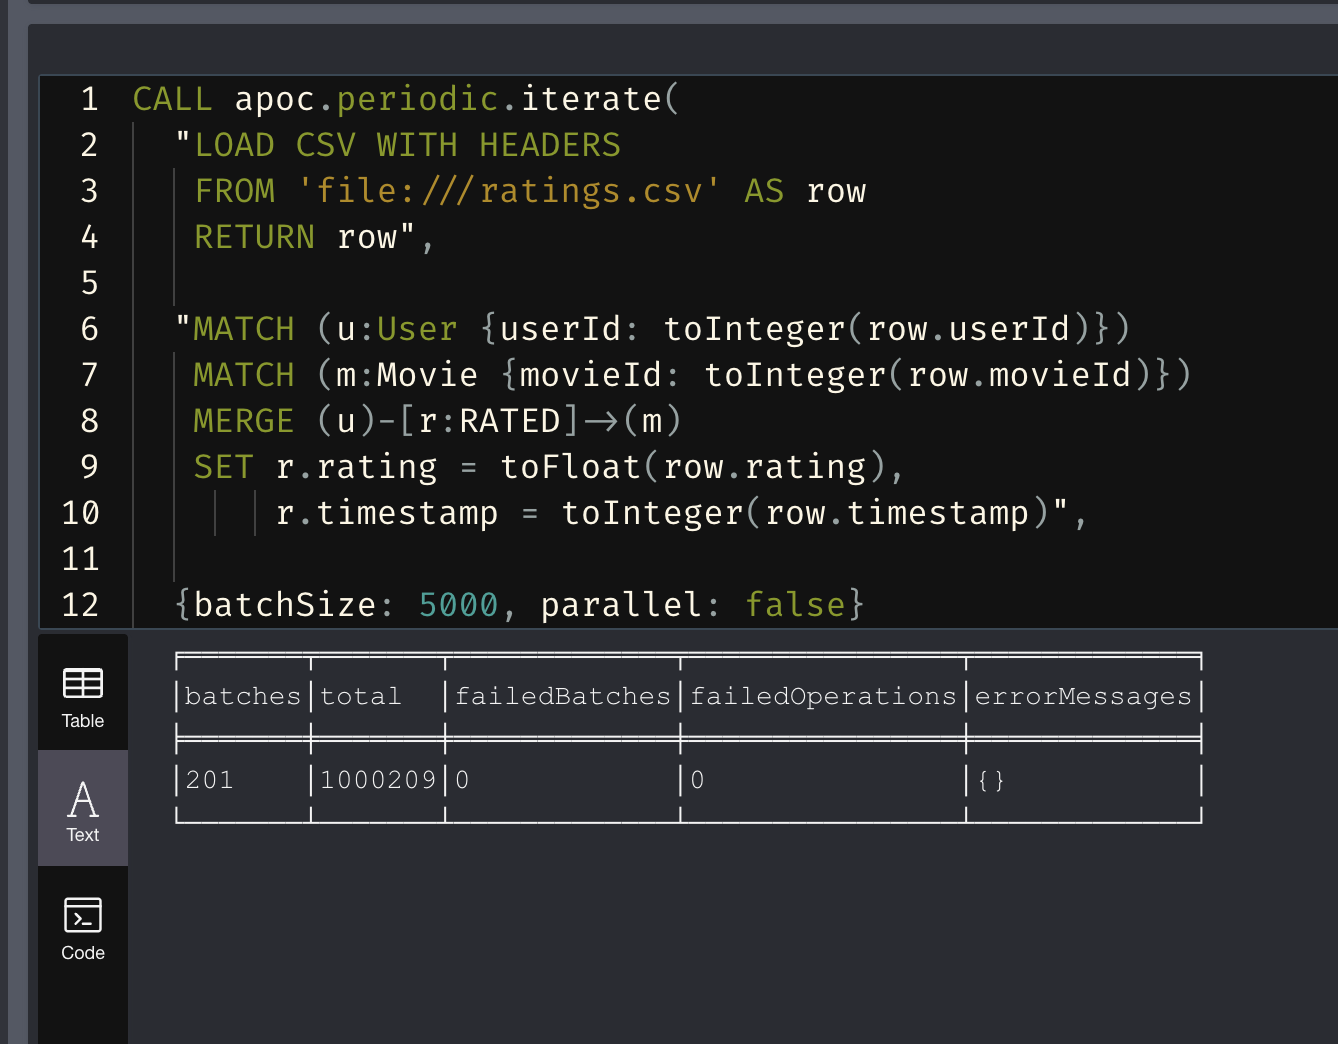 1 CALL apoc.periodic.iterate(
2 "LOAD CSV WITH HEADERS
3 FROM 'file:///ratings.csv' AS row
4 RETURN row",
5
6 "MATCH (u:User {userId: toInteger(row.userId)})
7 MATCH (m:Movie {movieId: toInteger(row.movieId)})
8 MERGE (u)-[r:RATED]->(m)
9 SET r.rating = toFloat(row.rating),
10 r.timestamp = toInteger(row.timestamp)",
11
12 {batchSize: 5000, parallel: false}
Table
Text
Code
|batches|total |failedBatches|failedOperations|errorMessages|
|201 |1000209|0 |0 |{} |